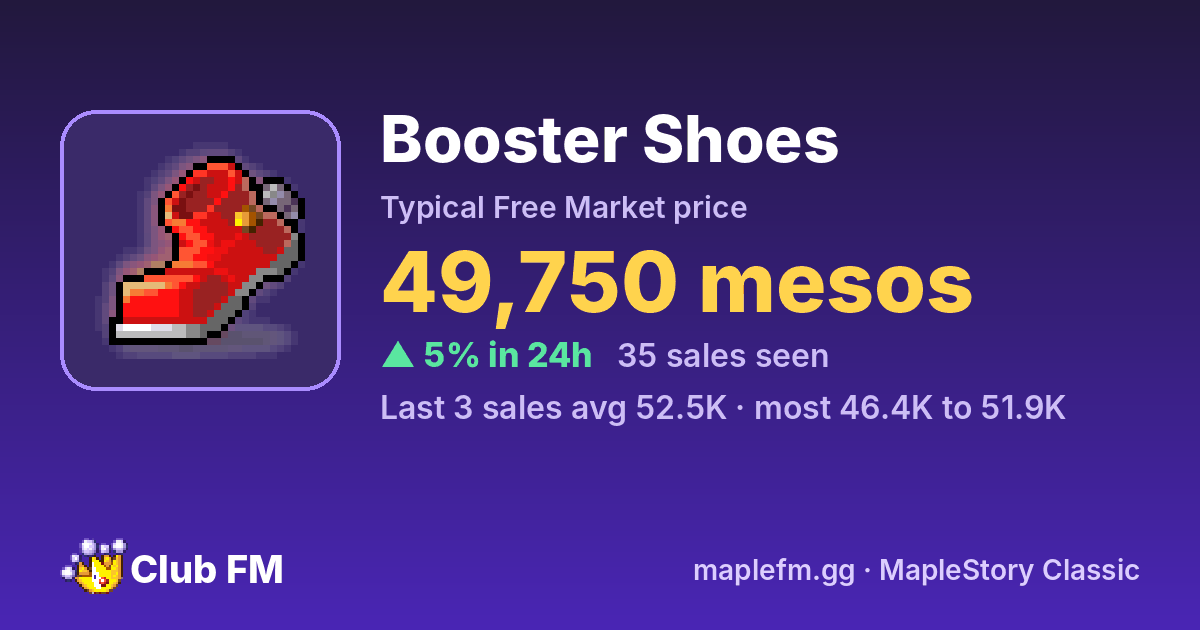 Booster Shoes
Typical Free Market price
49,750 mesos
▲ 5% in 24h 35 sales seen
Last 3 sales avg 52.5K · most 46.4K to 51.9K
Club FM
maplefm.gg · MapleStory Classic